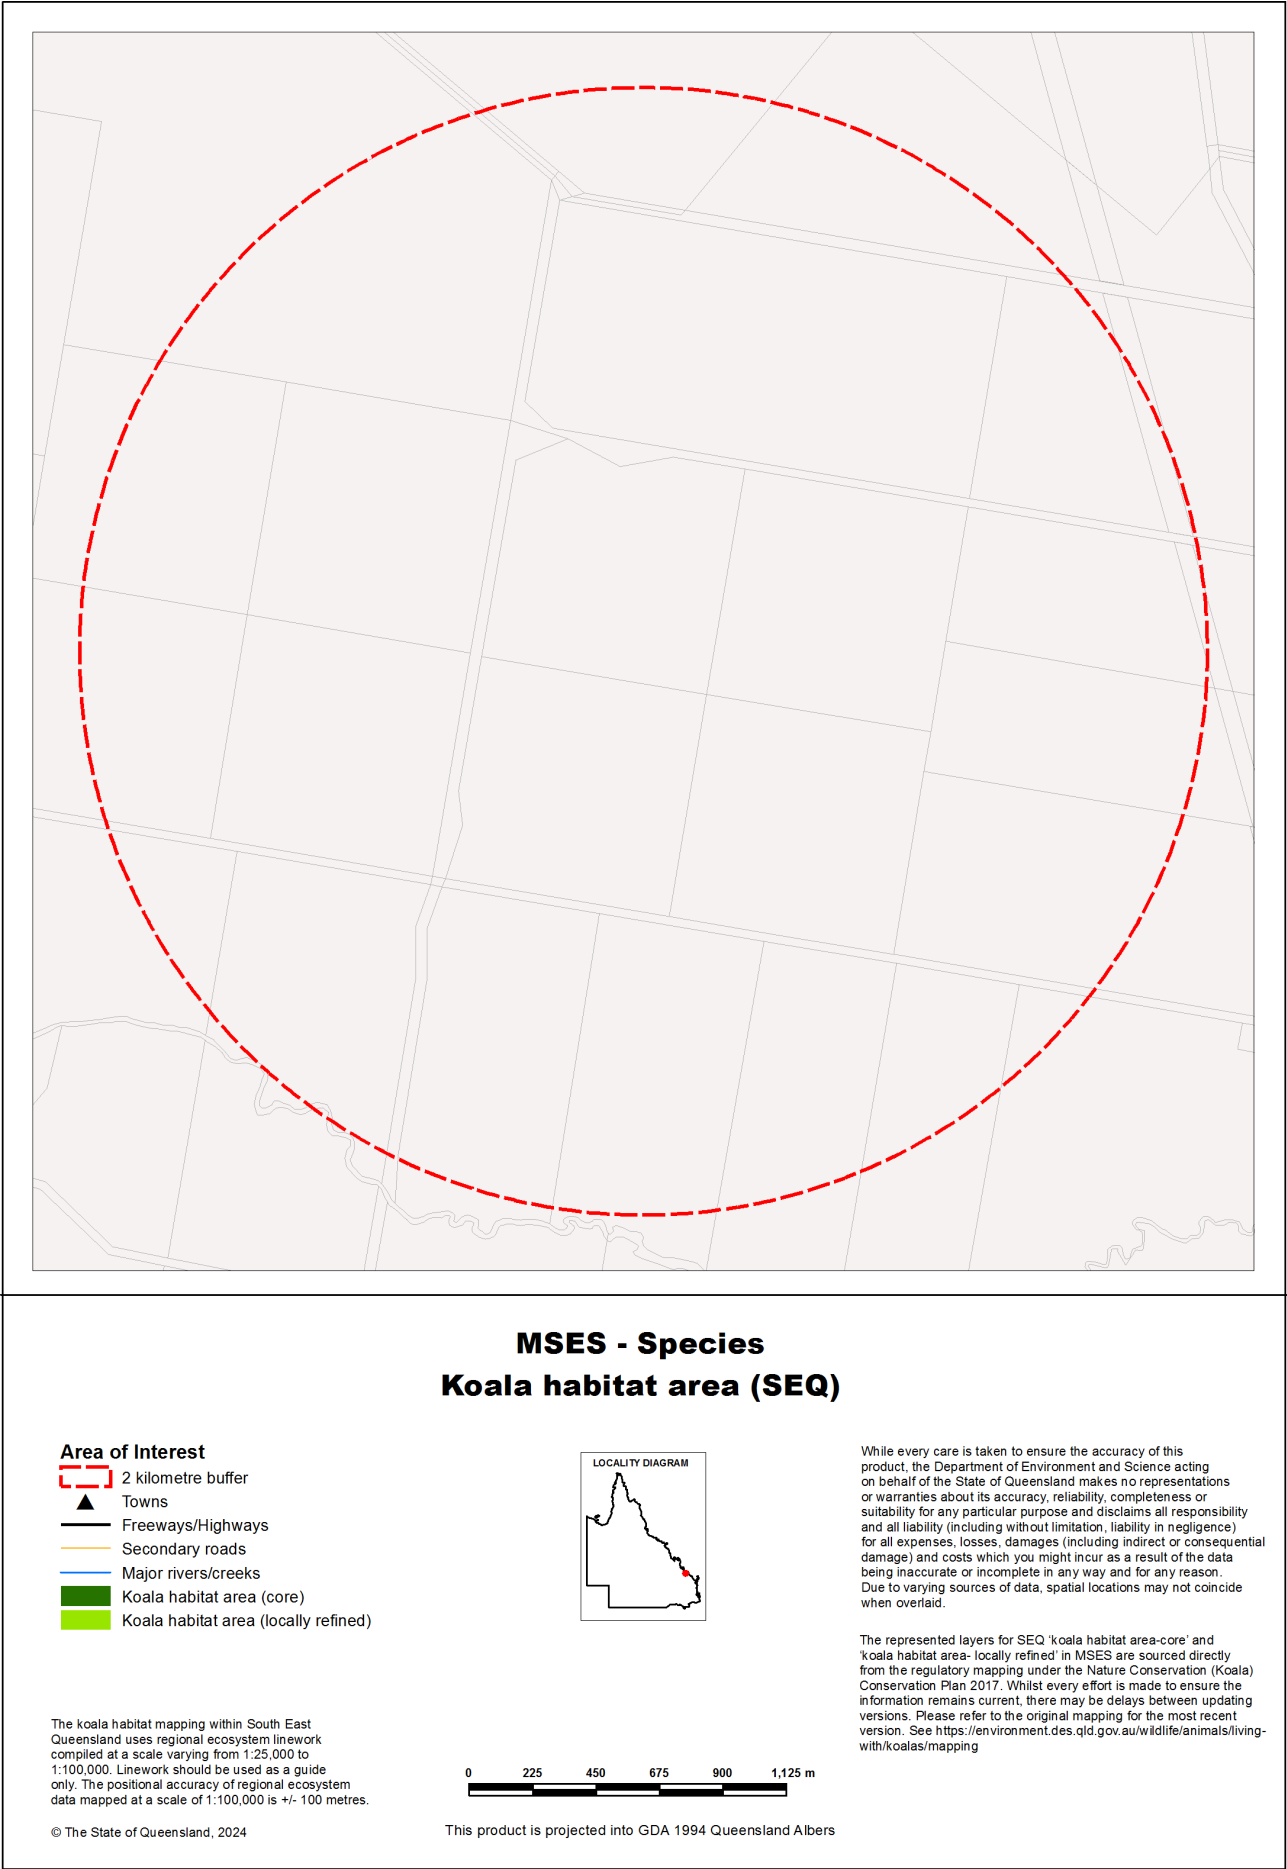 MSES - Species
Koala habitat area (SEQ)
Area of Interest
2 kilometre buffer
Towns
Freeways/Highways
Secondary roads
Major rivers/creeks
Koala habitat area (core)
Koala habitat area (locally refined)
The koala habitat mapping within South East
Queensland uses regional ecosystem linework
compiled at a scale varying from 1:25,000 to
1:100,000. Linework should be used as a guide
only. The positional accuracy of regional ecosystem
data mapped at a scale of 1:100,000 is +/- 100 metres.
© The State of Queensland, 2024
LOCALITY DIAGRAM
0 225 450 675 900 1,125 m
This product is projected into GDA 1994 Queensland Albers
While every care is taken to ensure the accuracy of this
product, the Department of Environment and Science acting
on behalf of the State of Queensland makes no representations
or warranties about its accuracy, reliability, completeness or
suitability for any particular purpose and disclaims all responsibility
and all liability (including without limitation, liability in negligence)
for all expenses, losses, damages (including indirect or consequential
damage) and costs which you might incur as a result of the data
being inaccurate or incomplete in any way and for any reason.
Due to varying sources of data, spatial locations may not coincide
when overlaid.
The represented layers for SEQ ‘koala habitat area-core’ and
‘koala habitat area- locally refined’ in MSES are sourced directly
from the regulatory mapping under the Nature Conservation (Koala)
Conservation Plan 2017. Whilst every effort is made to ensure the
information remains current, there may be delays between updating
versions. Please refer to the original mapping for the most recent
version. See https://environment.des.qld.gov.au/wildlife/animals/living-
with/koalas/mapping